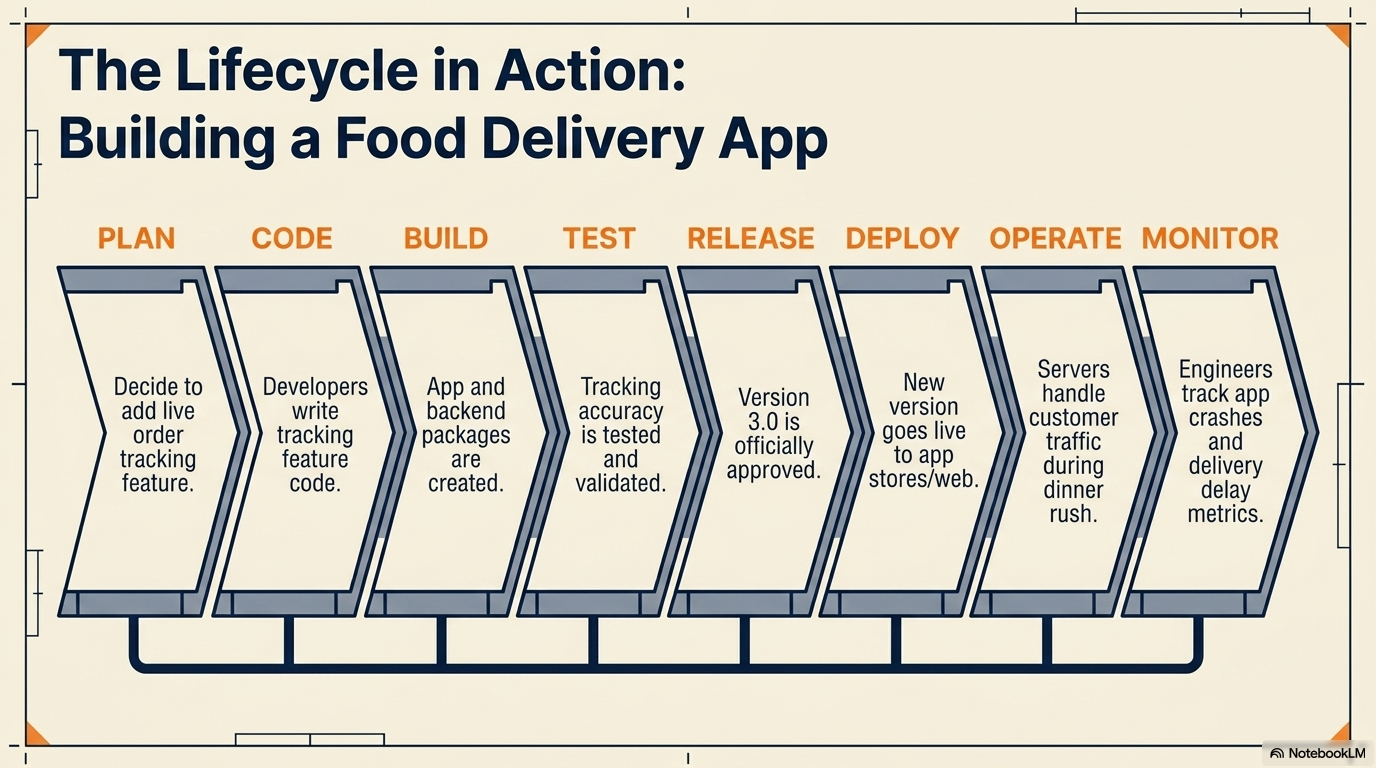 The Lifecycle in Action:
Building a Food Delivery App
PLAN
Decide to
add live
order
tracking
feature.
CODE
Developers
write
tracking
feature
code.
BUILD
App and
backend
packages
are
created.
TEST
Tracking
accuracy
is tested
and
validated.
RELEASE
Version
3.0 is
officially
approved.
DEPLOY
New
version
goes live
to app
stores/web.
OPERATE
Servers
handle
customer
traffic
during
dinner
rush.
MONITOR
Engineers
track app
crashes
and
delivery
delay
metrics.
NotebookLM